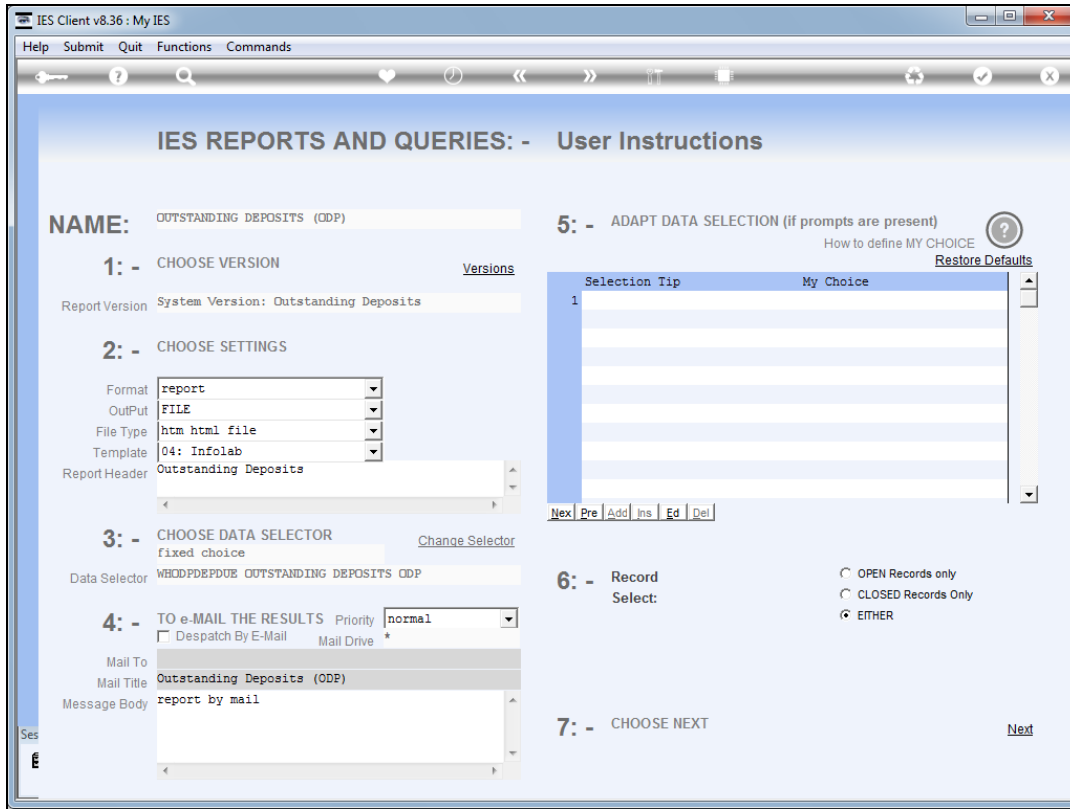 IES Client v8.36 : My IES
Help Submit Quit Functions Commands
IES REPORTS AND QUERIES: - User Instructions
NAME: OUTSTANDING DEPOSITS (ODP)
1: - CHOOSE VERSION Versions
Report Version System Version: Outstanding Deposits
2: - CHOOSE SETTINGS
Format report
OutPut FILE
File Type htm html file
Template 04: Infolab
Report Header Outstanding Deposits
3: - CHOOSE DATA SELECTOR
fixed choice Change Selector
Data Selector WHODPDEPDUE OUTSTANDING DEPOSITS ODP
4: - TO e-MAIL THE RESULTS Priority normal
Despatch By E-Mail Mail Drive *
Mail To
Mail Title Outstanding Deposits (ODP)
Message Body report by mail
5: - ADAPT DATA SELECTION (if prompts are present)
How to define MY CHOICE ?
Restore Defaults
Selection Tip My Choice
1
Nex Pre Add Ins Ed Del
6: - Record
Select:
OPEN Records only
CLOSED Records Only
EITHER
7: - CHOOSE NEXT Next
Ses